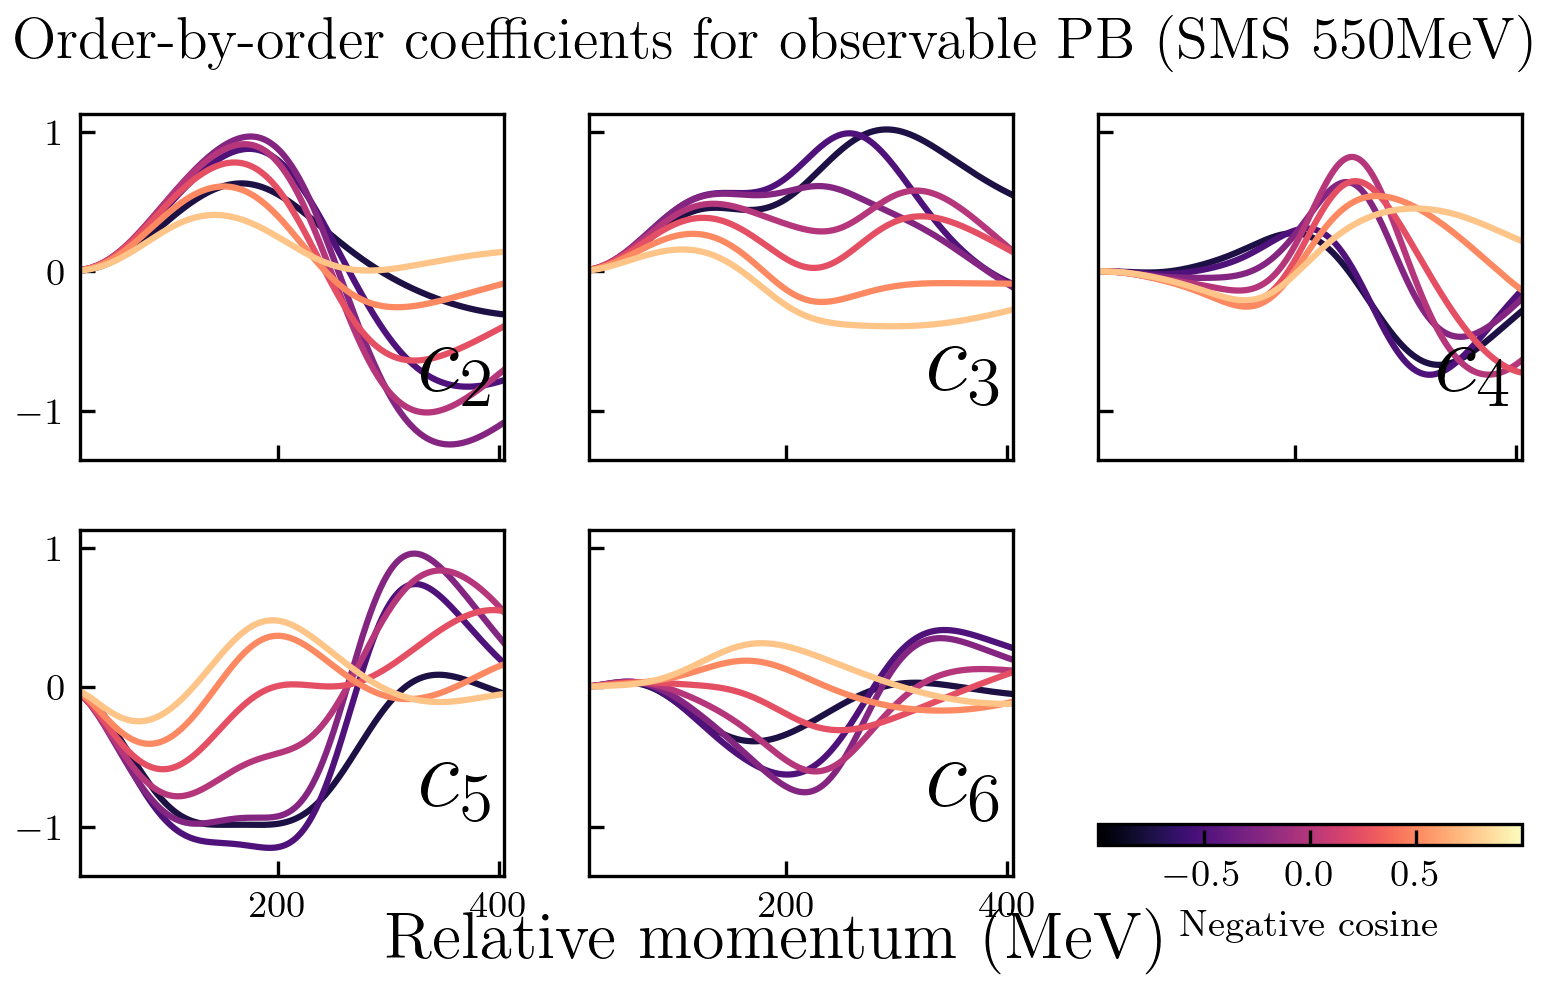 Order-by-order coefficients for observable PB (SMS 550MeV)
1
0
−1
c2
c3
c4
1
0
−1
c5
c6
200
400
200
400
−0.5
0.0
0.5
Negative cosine
Relative momentum (MeV)